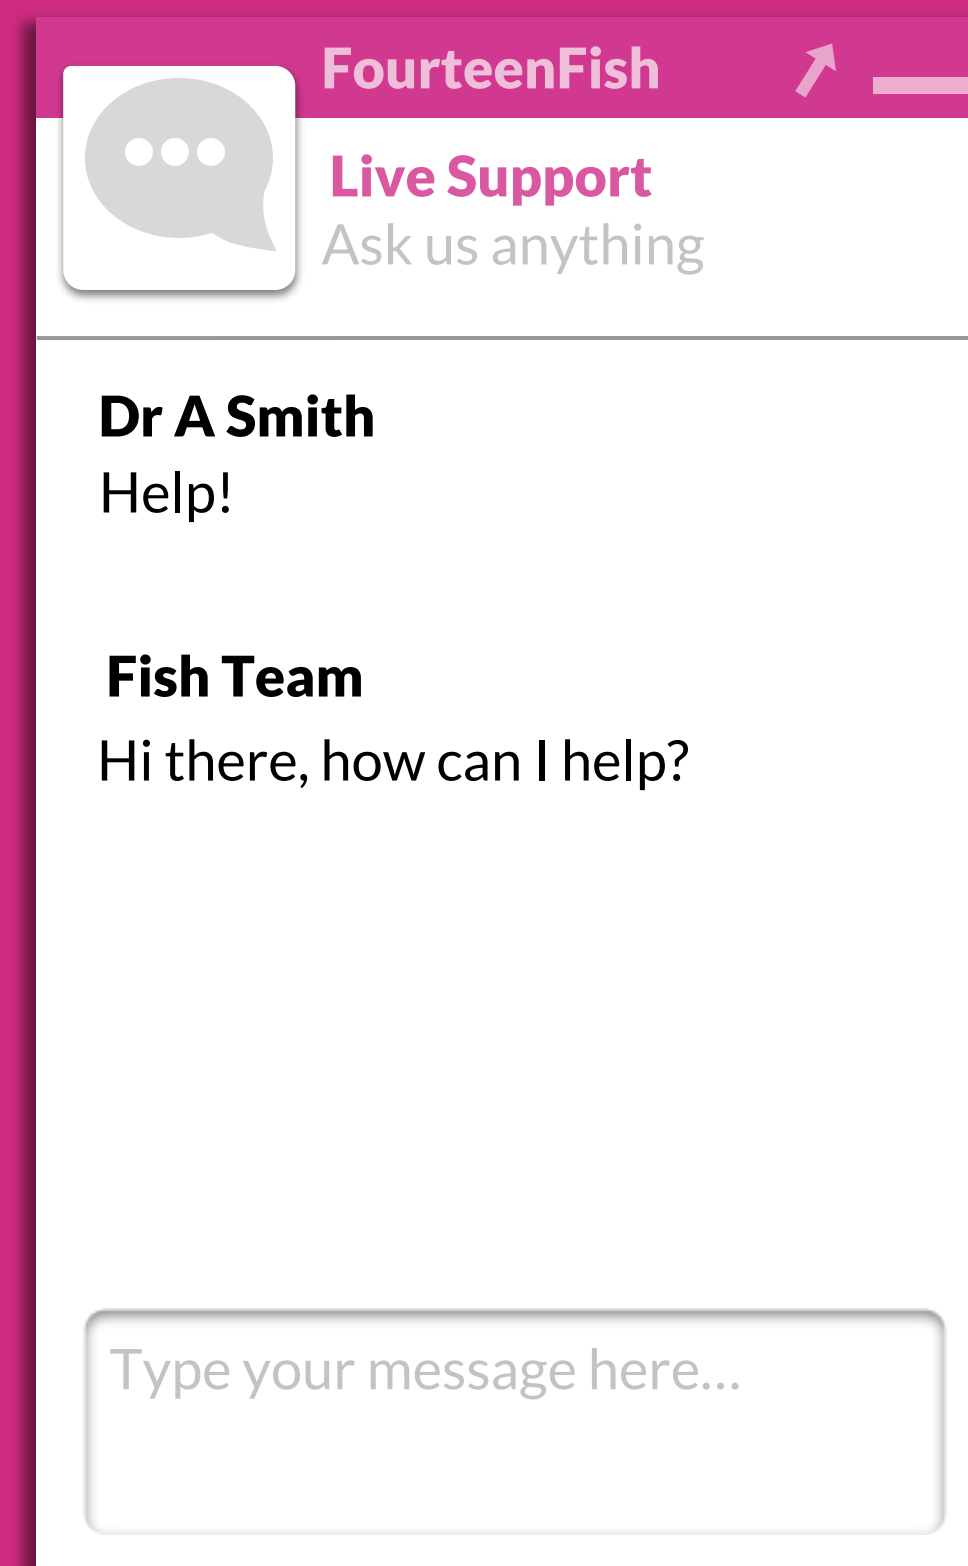 FourteenFish
Live Support
Ask us anything
Dr A Smith
Help!
Fish Team
Hi there, how can I help?
Type your message here...